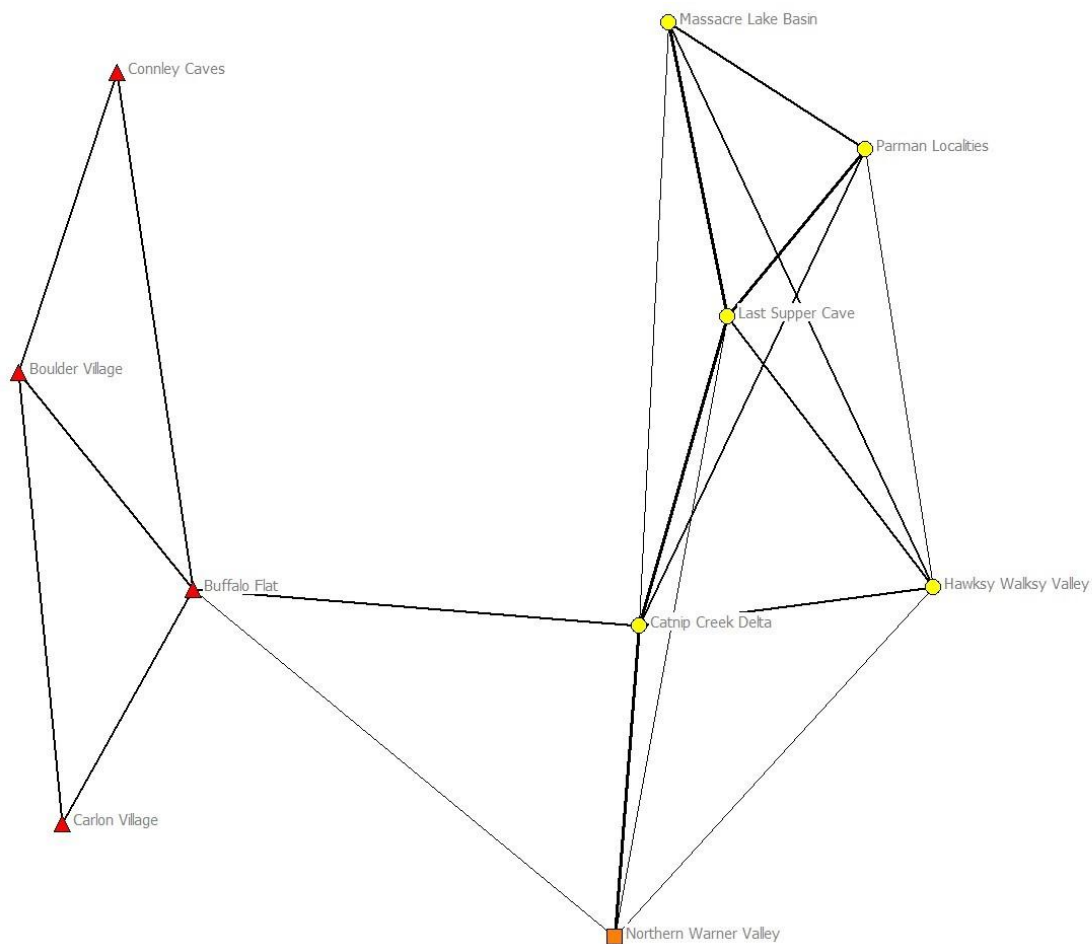 Massacre Lake Basin
Connley Caves
Parman Localities
Last Supper Cave
Boulder Village
Buffalo Flat
Hawksy Walksy Valley
Catnip Creek Delta
Carlon Village
Northern Warner Valley